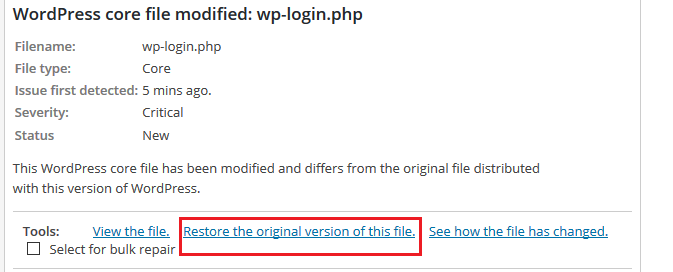 WordPress core file modified: wp-login.php
Filename: wp-login.php
File type: Core
Issue first detected: 5 mins ago.
Severity: Critical
Status New
This WordPress core file has been modified and differs from the original file distributed
with this version of WordPress.
Tools: View the file. Restore the original version of this file. See how the file has changed.
Select for bulk repair